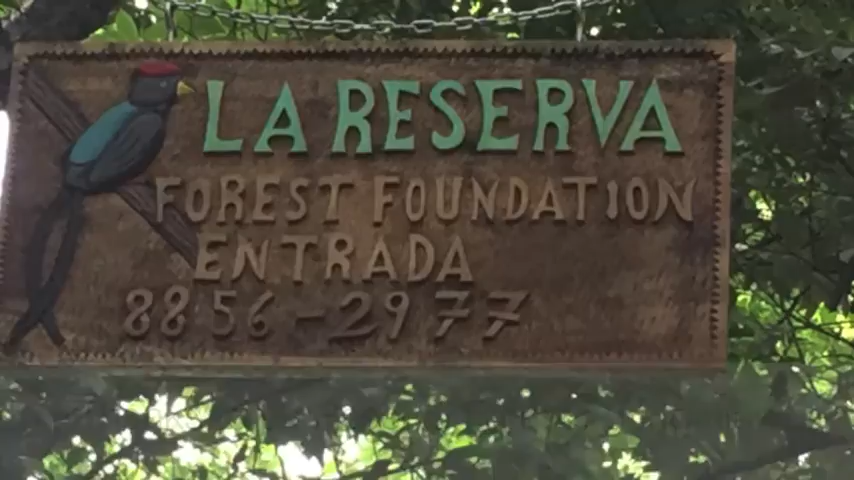 LA RESERVA
FOREST FOUNDATION
ENTRADA
8856-2977